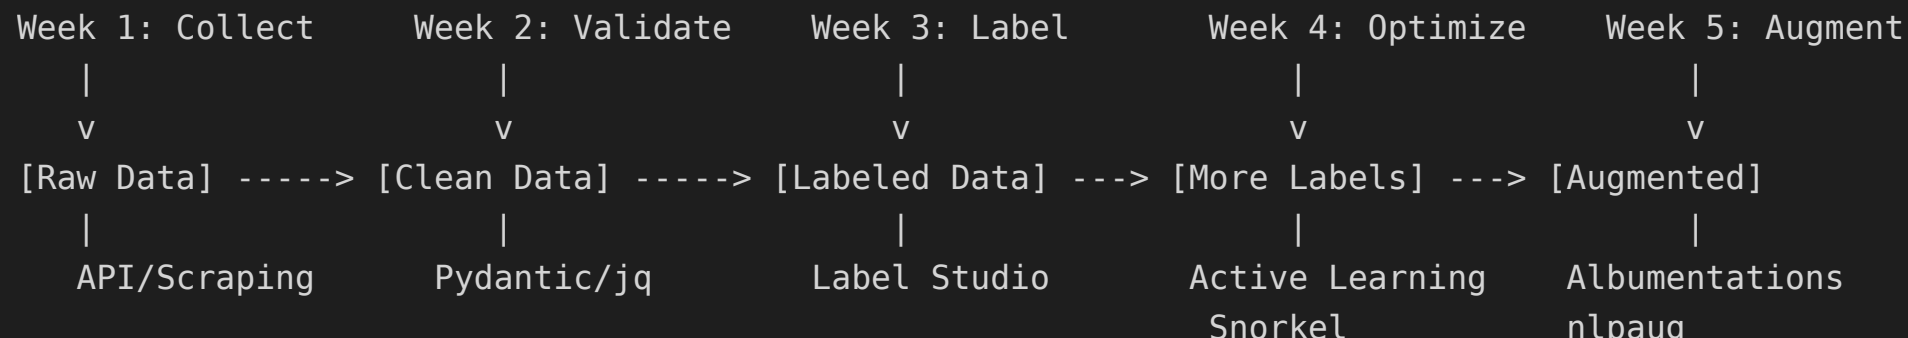 Week 1: Collect     Week 2: Validate    Week 3: Label       Week 4: Optimize    Week 5: Augment
   |                    |                   |                   |                   |
   v                    v                   v                   v                   v
[Raw Data] -----> [Clean Data] -----> [Labeled Data] ---> [More Labels] ---> [Augmented]
   |                    |                   |                   |                   |
   API/Scraping      Pydantic/jq        Label Studio       Active Learning    Albumentations
                                                            Snorkel           nlpaug